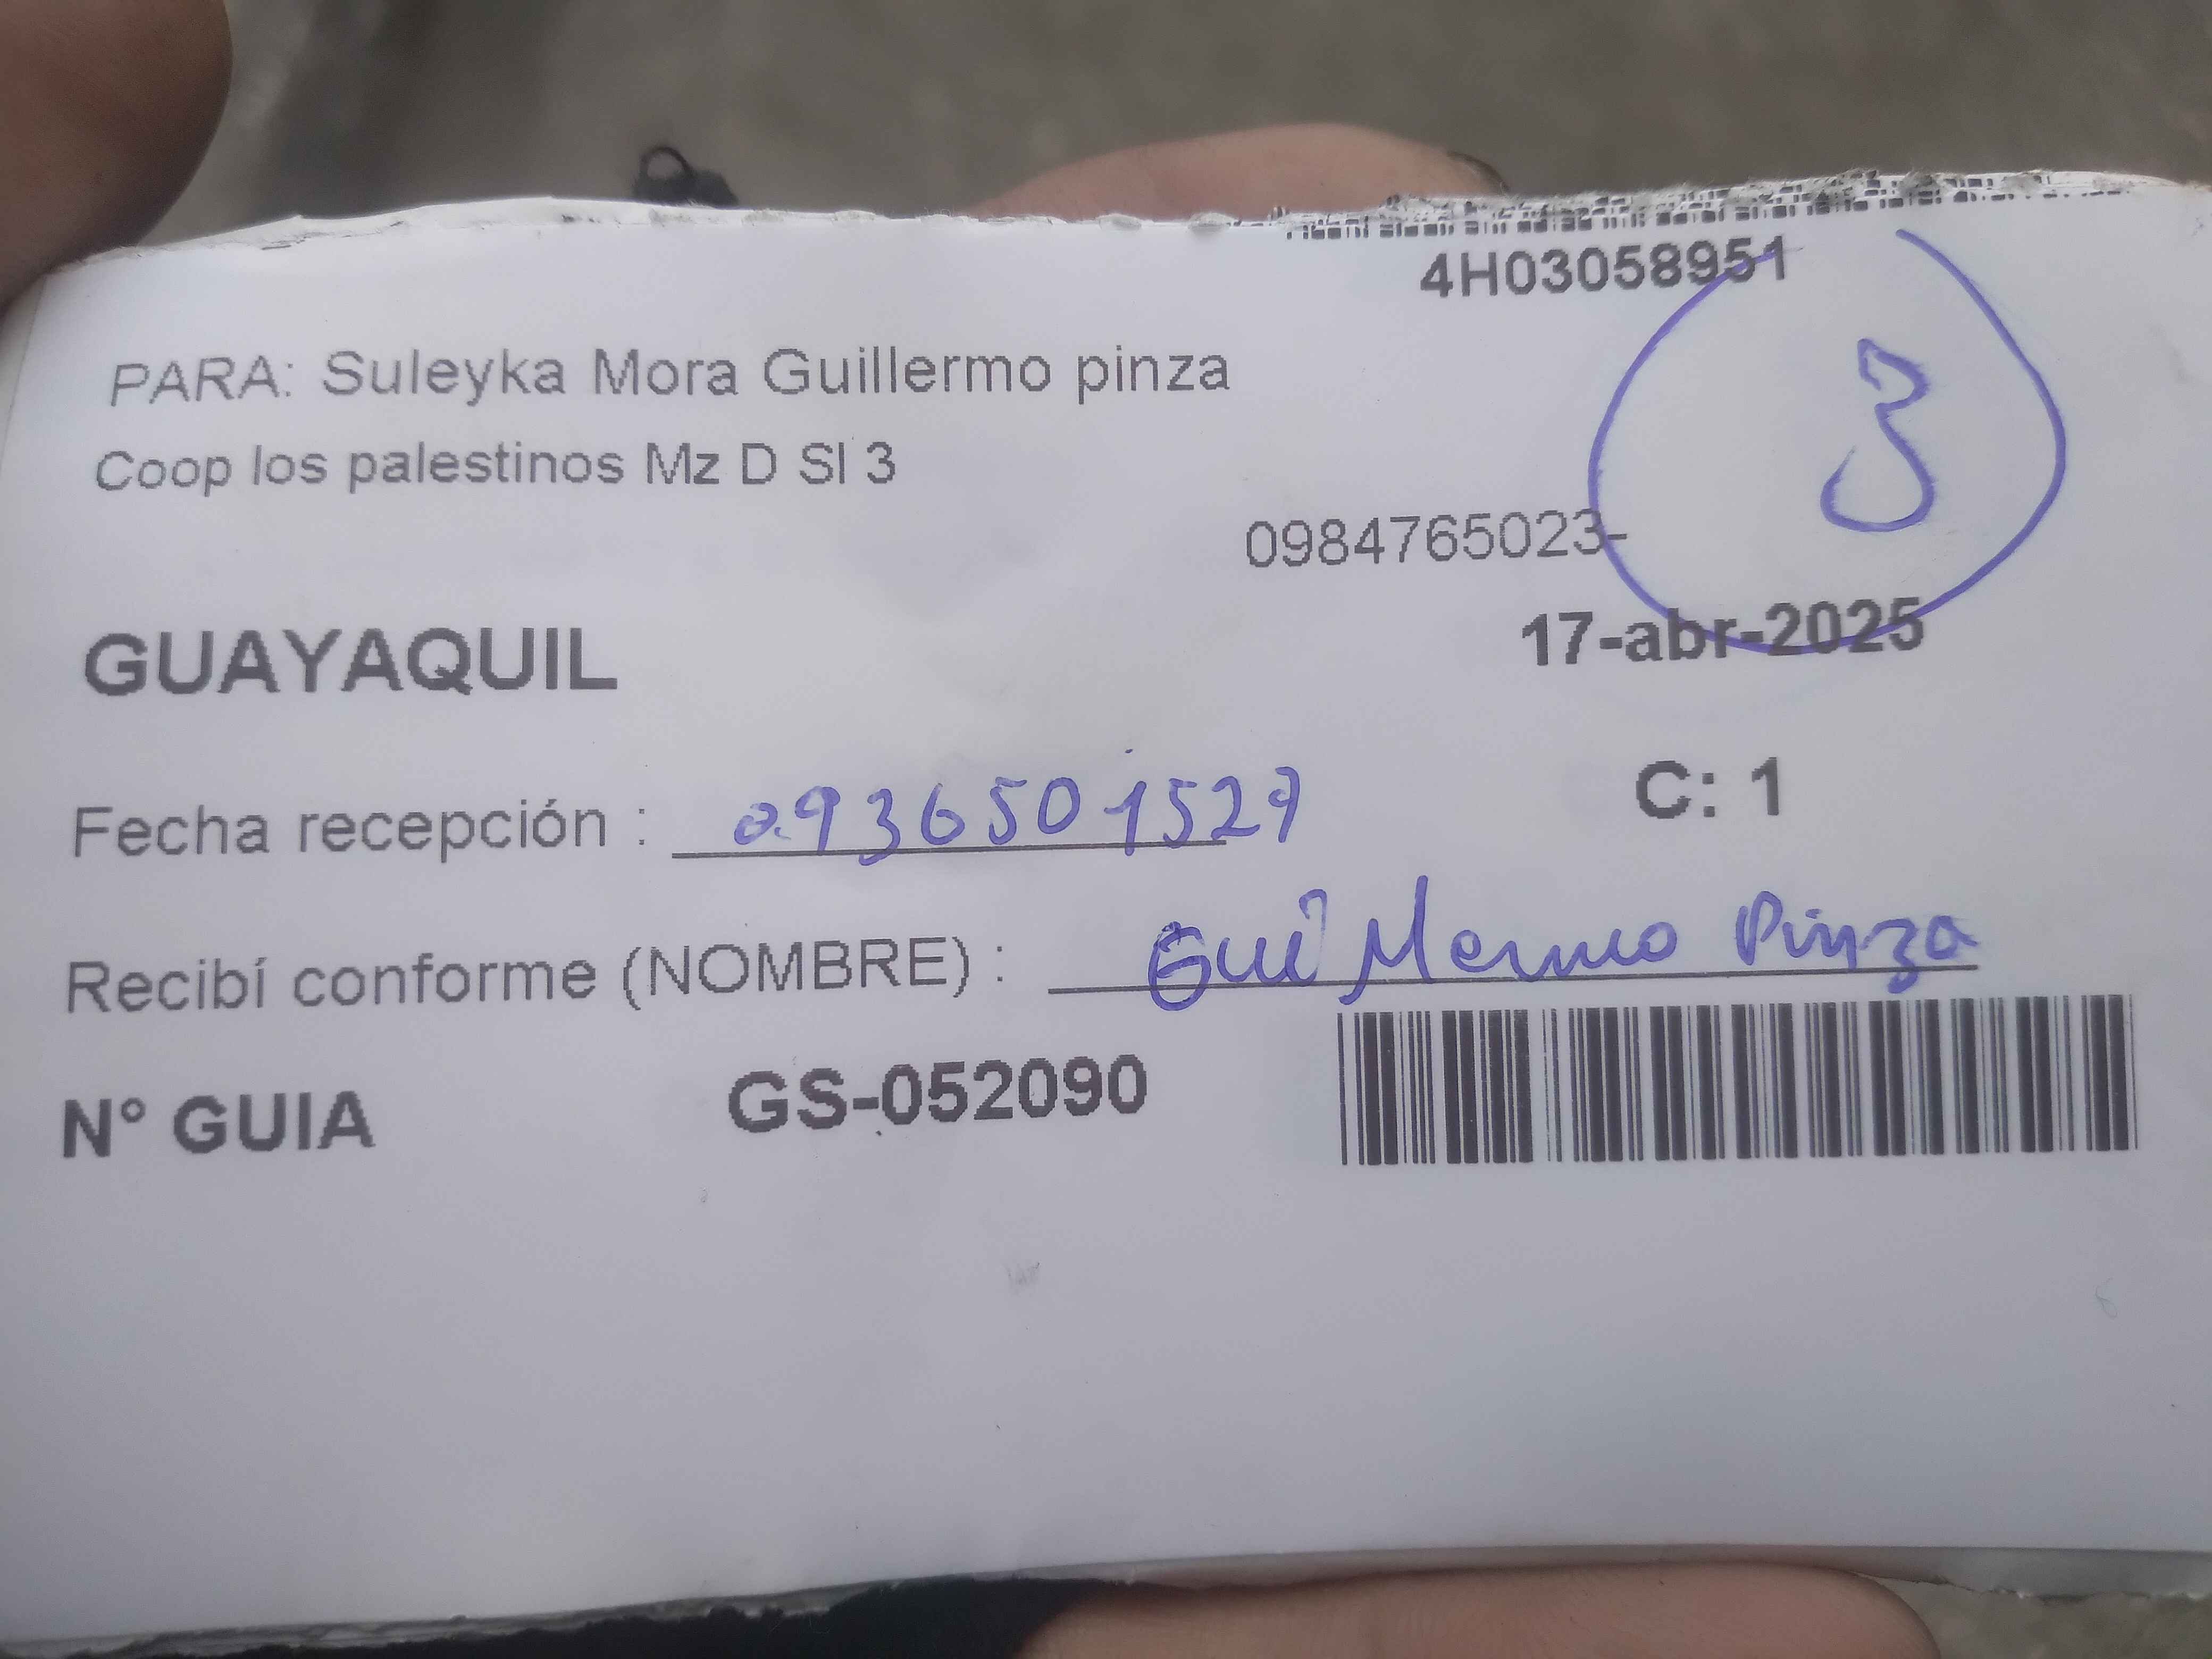 4H03058951
PARA: Suleyka Mora Guillermo pinza
3
Coop los palestinos Mz D Sl 3
0984765023-
GUAYAQUIL
17-abr-2025
Fecha recepción : 0936501527
C: 1
Recibí conforme (NOMBRE) : Guillermo Pinza
N° GUIA GS-052090